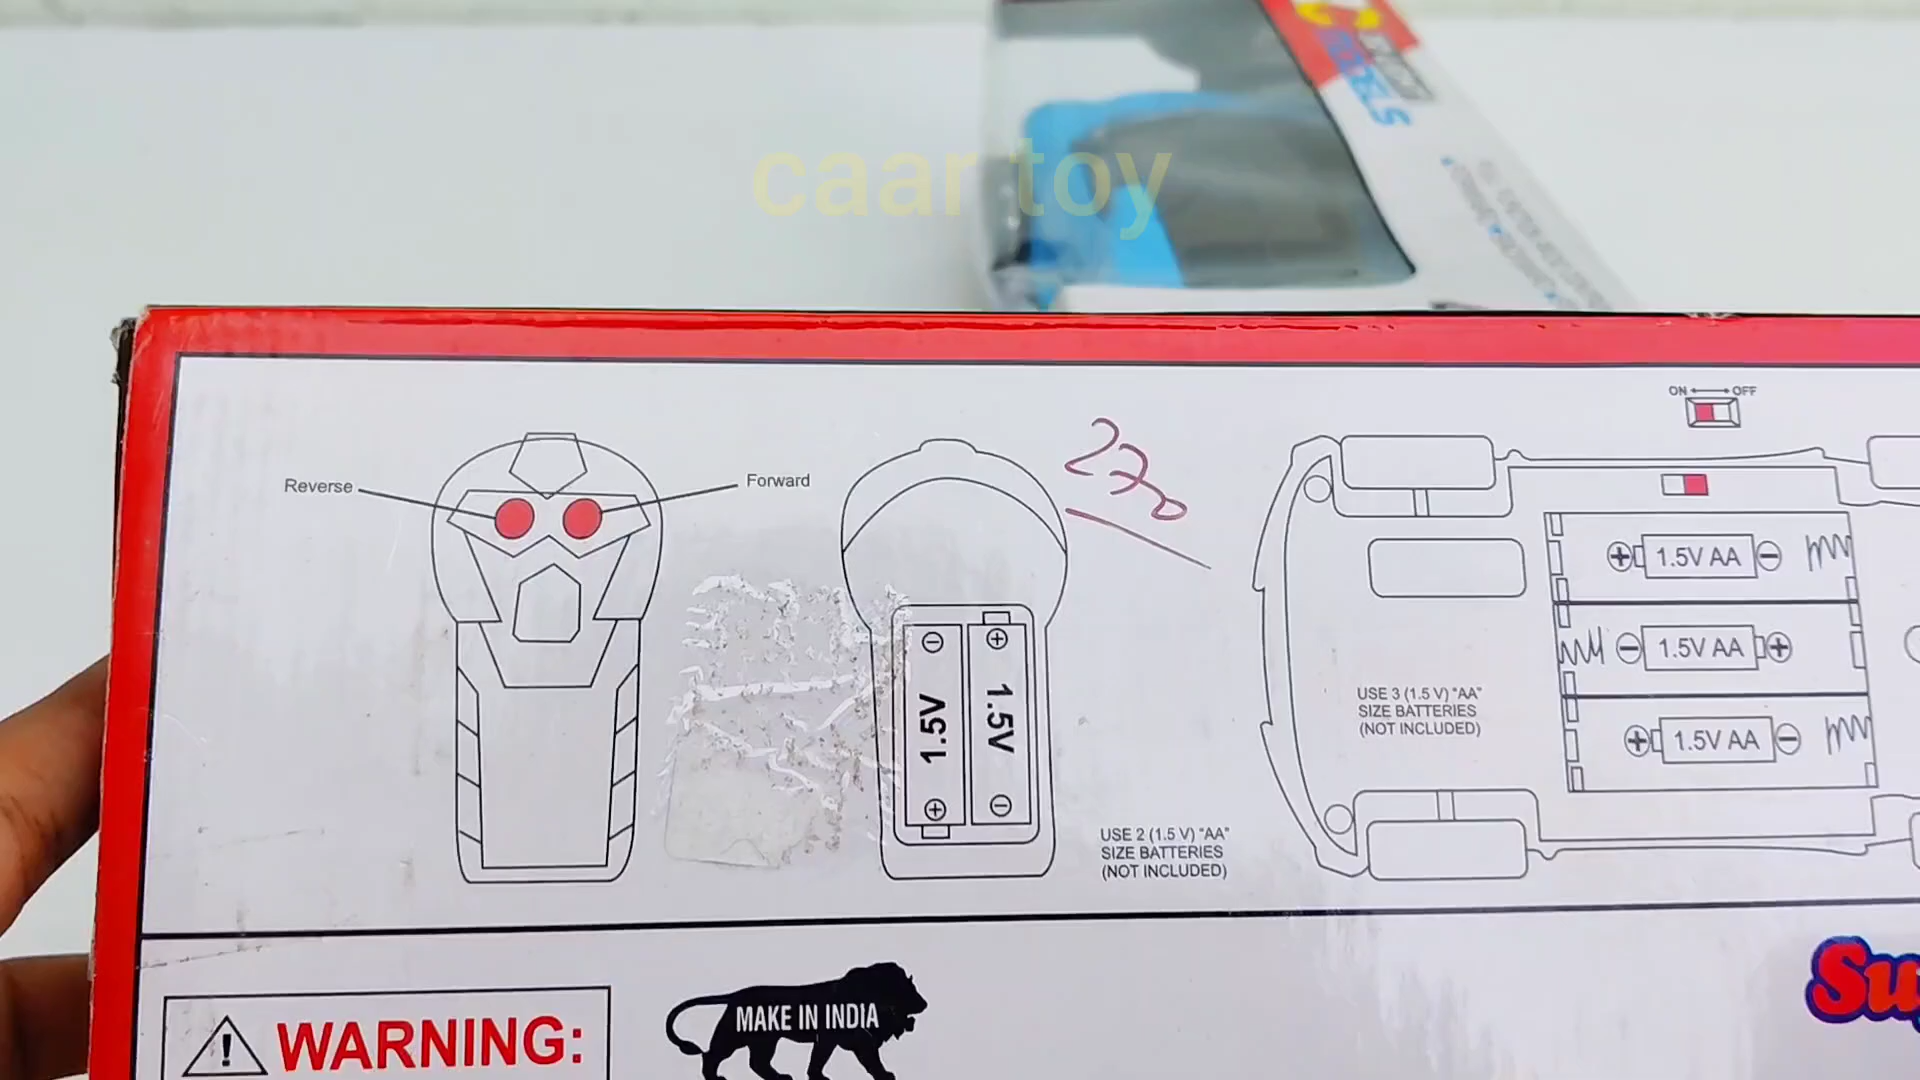 caar toy
ON OFF
Reverse
Forward
270
1.5V AA
1.5V AA
1.5V AA
1.5V
1.5V
USE 3 (1.5 V) "AA"
SIZE BATTERIES
(NOT INCLUDED)
USE 2 (1.5 V) "AA"
SIZE BATTERIES
(NOT INCLUDED)
WARNING:
MAKE IN INDIA
Su